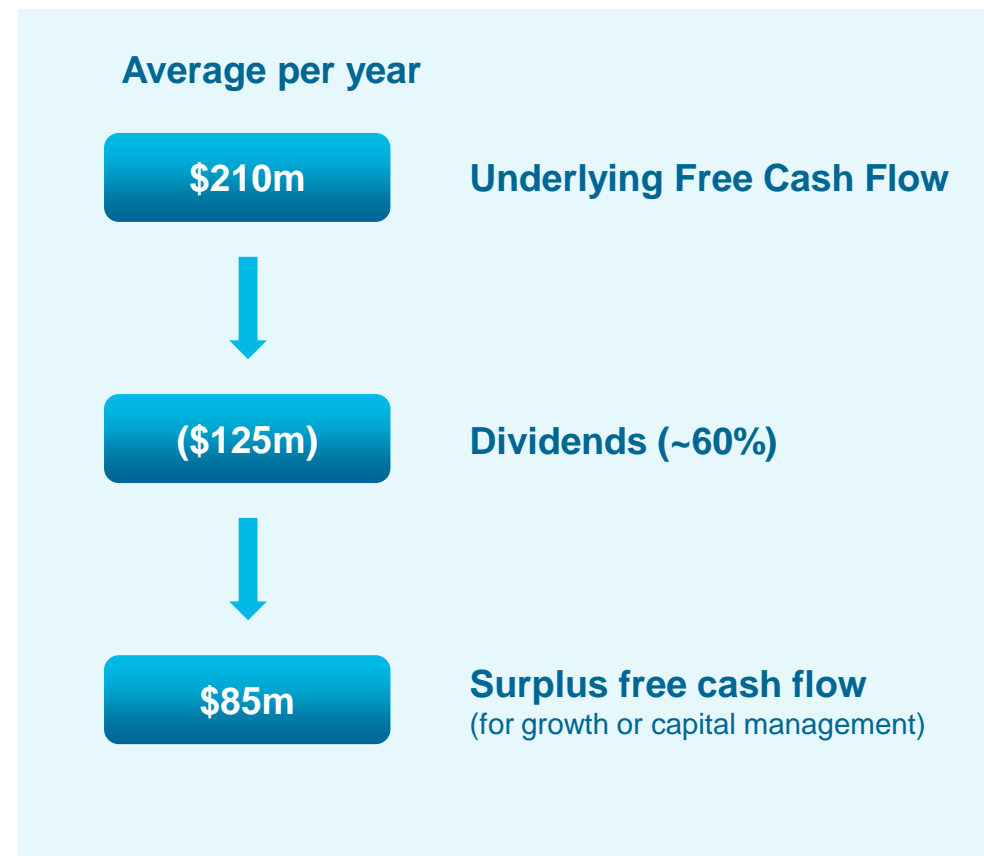 Average per year
$210m
Underlying Free Cash Flow
($125m)
Dividends (~60%)
$85m
Surplus free cash flow
(for growth or capital management)